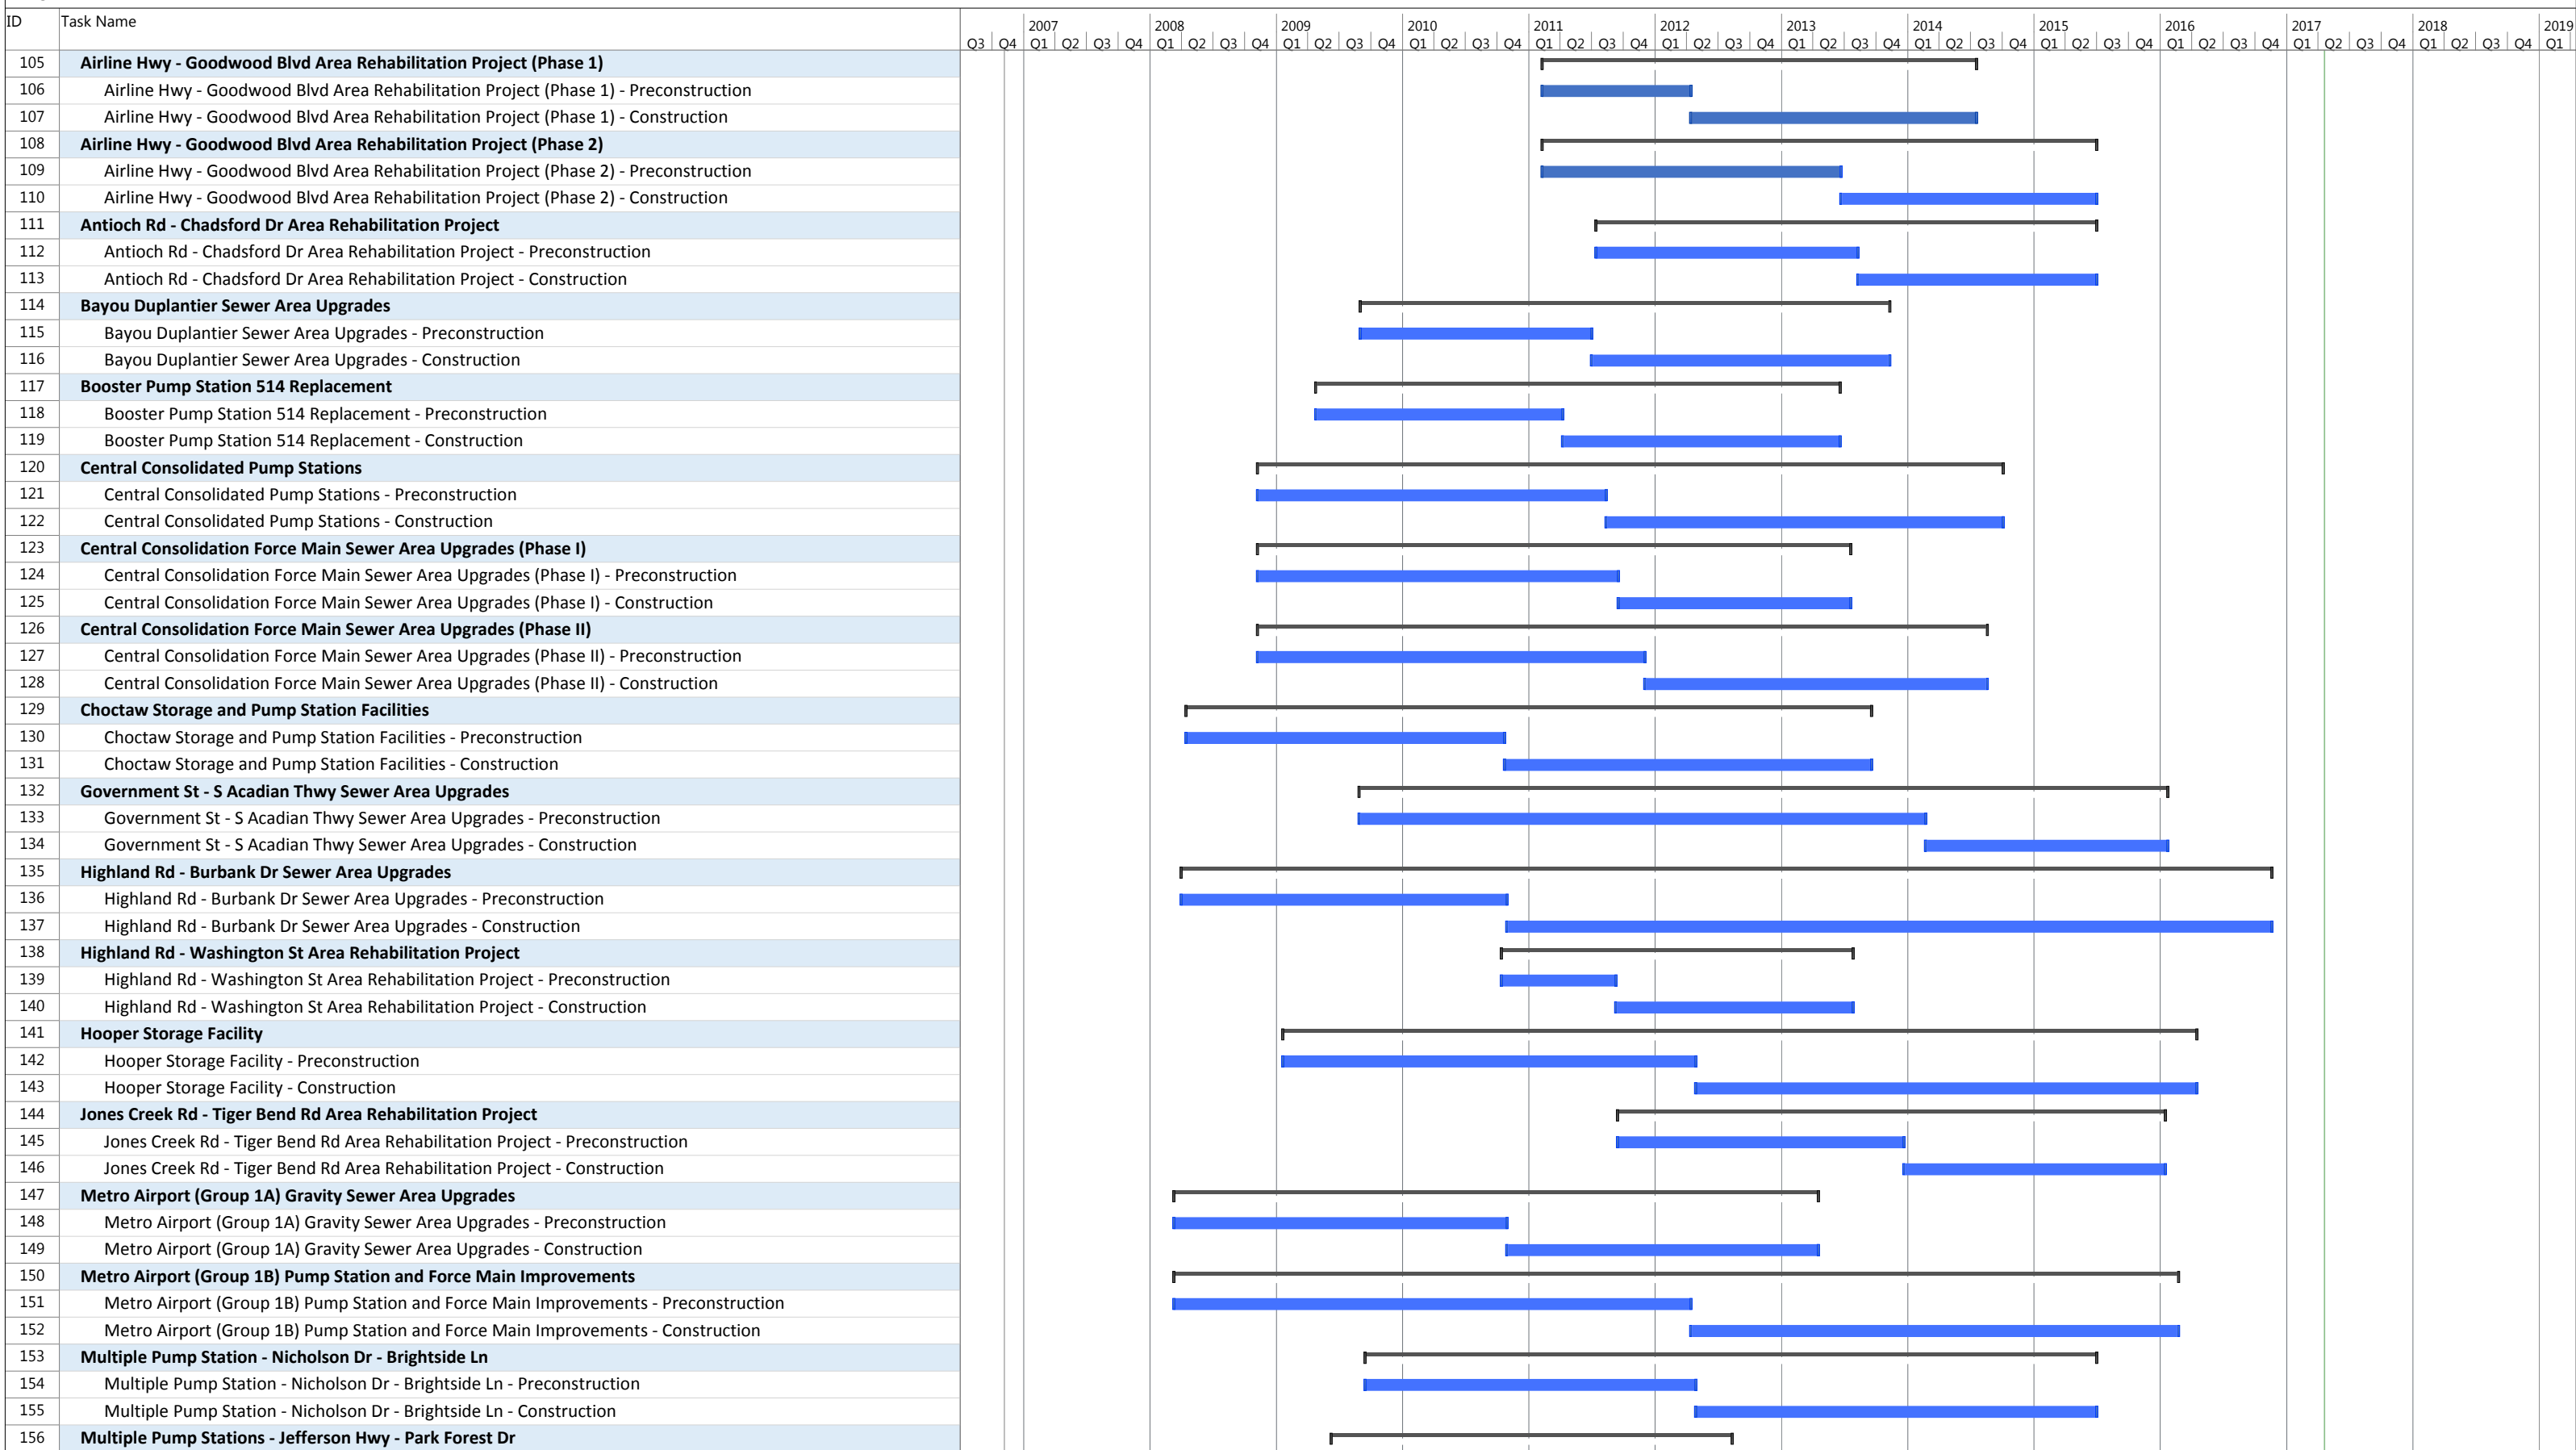 ID Task Name
2007 2008 2009 2010 2011 2012 2013 2014 2015 2016 2017 2018 2019
Q3 Q4 Q1 Q2 Q3 Q4 Q1 Q2 Q3 Q4 Q1 Q2 Q3 Q4 Q1 Q2 Q3 Q4 Q1 Q2 Q3 Q4 Q1 Q2 Q3 Q4 Q1 Q2 Q3 Q4 Q1 Q2 Q3 Q4 Q1 Q2 Q3 Q4 Q1 Q2 Q3 Q4 Q1 Q2 Q3 Q4 Q1 Q2 Q3 Q4 Q1
105 Airline Hwy - Goodwood Blvd Area Rehabilitation Project (Phase 1)
106 Airline Hwy - Goodwood Blvd Area Rehabilitation Project (Phase 1) - Preconstruction
107 Airline Hwy - Goodwood Blvd Area Rehabilitation Project (Phase 1) - Construction
108 Airline Hwy - Goodwood Blvd Area Rehabilitation Project (Phase 2)
109 Airline Hwy - Goodwood Blvd Area Rehabilitation Project (Phase 2) - Preconstruction
110 Airline Hwy - Goodwood Blvd Area Rehabilitation Project (Phase 2) - Construction
111 Antioch Rd - Chadsford Dr Area Rehabilitation Project
112 Antioch Rd - Chadsford Dr Area Rehabilitation Project - Preconstruction
113 Antioch Rd - Chadsford Dr Area Rehabilitation Project - Construction
114 Bayou Duplantier Sewer Area Upgrades
115 Bayou Duplantier Sewer Area Upgrades - Preconstruction
116 Bayou Duplantier Sewer Area Upgrades - Construction
117 Booster Pump Station 514 Replacement
118 Booster Pump Station 514 Replacement - Preconstruction
119 Booster Pump Station 514 Replacement - Construction
120 Central Consolidated Pump Stations
121 Central Consolidated Pump Stations - Preconstruction
122 Central Consolidated Pump Stations - Construction
123 Central Consolidation Force Main Sewer Area Upgrades (Phase I)
124 Central Consolidation Force Main Sewer Area Upgrades (Phase I) - Preconstruction
125 Central Consolidation Force Main Sewer Area Upgrades (Phase I) - Construction
126 Central Consolidation Force Main Sewer Area Upgrades (Phase II)
127 Central Consolidation Force Main Sewer Area Upgrades (Phase II) - Preconstruction
128 Central Consolidation Force Main Sewer Area Upgrades (Phase II) - Construction
129 Choctaw Storage and Pump Station Facilities
130 Choctaw Storage and Pump Station Facilities - Preconstruction
131 Choctaw Storage and Pump Station Facilities - Construction
132 Government St - S Acadian Thwy Sewer Area Upgrades
133 Government St - S Acadian Thwy Sewer Area Upgrades - Preconstruction
134 Government St - S Acadian Thwy Sewer Area Upgrades - Construction
135 Highland Rd - Burbank Dr Sewer Area Upgrades
136 Highland Rd - Burbank Dr Sewer Area Upgrades - Preconstruction
137 Highland Rd - Burbank Dr Sewer Area Upgrades - Construction
138 Highland Rd - Washington St Area Rehabilitation Project
139 Highland Rd - Washington St Area Rehabilitation Project - Preconstruction
140 Highland Rd - Washington St Area Rehabilitation Project - Construction
141 Hooper Storage Facility
142 Hooper Storage Facility - Preconstruction
143 Hooper Storage Facility - Construction
144 Jones Creek Rd - Tiger Bend Rd Area Rehabilitation Project
145 Jones Creek Rd - Tiger Bend Rd Area Rehabilitation Project - Preconstruction
146 Jones Creek Rd - Tiger Bend Rd Area Rehabilitation Project - Construction
147 Metro Airport (Group 1A) Gravity Sewer Area Upgrades
148 Metro Airport (Group 1A) Gravity Sewer Area Upgrades - Preconstruction
149 Metro Airport (Group 1A) Gravity Sewer Area Upgrades - Construction
150 Metro Airport (Group 1B) Pump Station and Force Main Improvements
151 Metro Airport (Group 1B) Pump Station and Force Main Improvements - Preconstruction
152 Metro Airport (Group 1B) Pump Station and Force Main Improvements - Construction
153 Multiple Pump Station - Nicholson Dr - Brightside Ln
154 Multiple Pump Station - Nicholson Dr - Brightside Ln - Preconstruction
155 Multiple Pump Station - Nicholson Dr - Brightside Ln - Construction
156 Multiple Pump Stations - Jefferson Hwy - Park Forest Dr